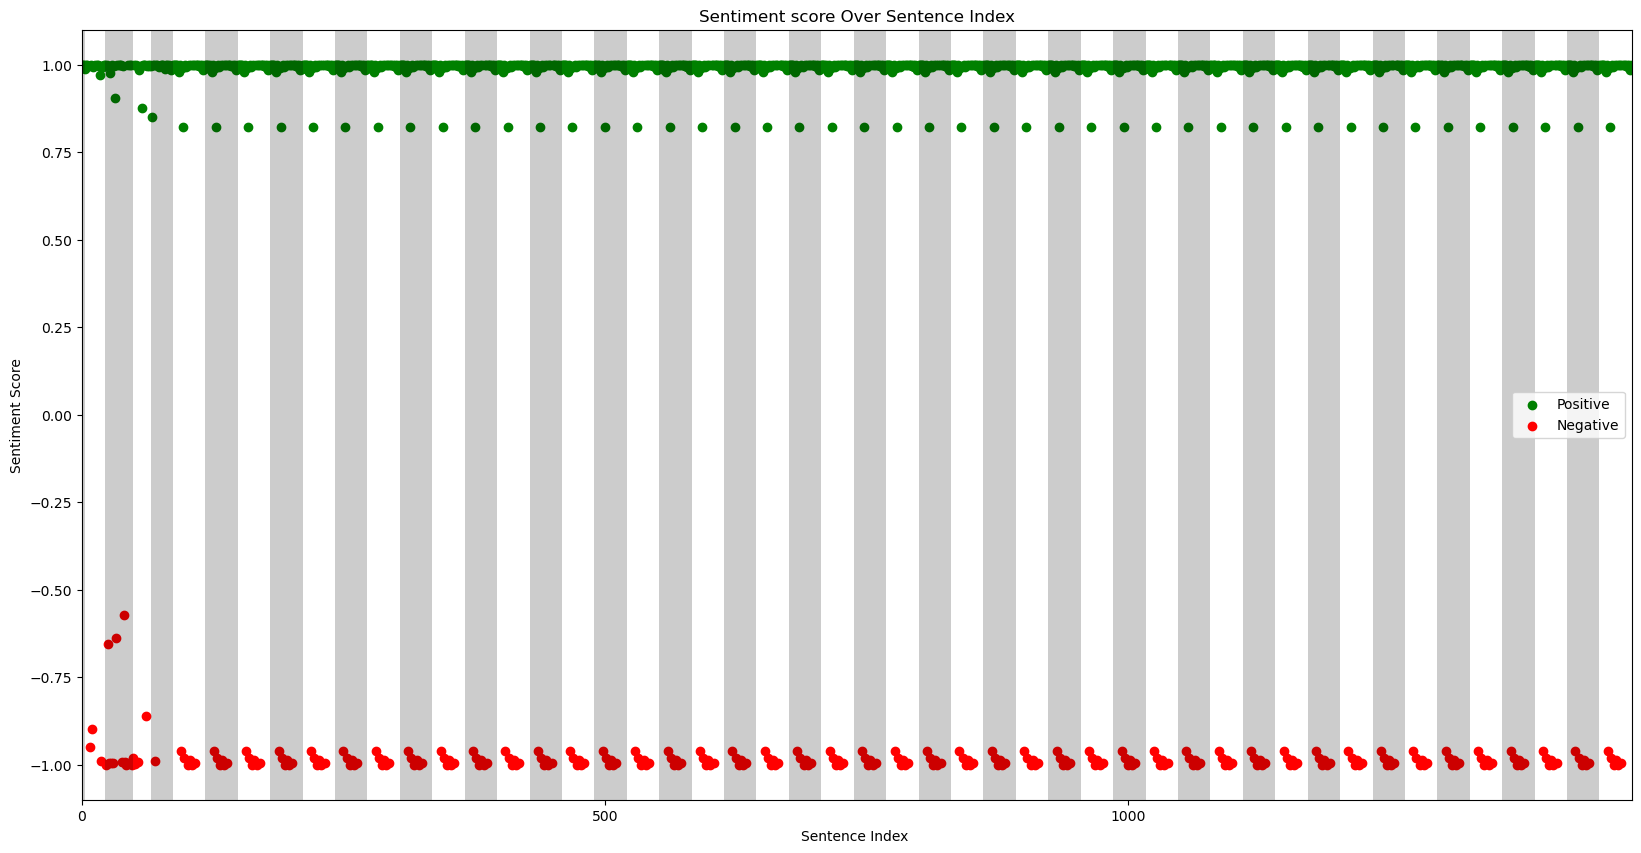 Sentiment score Over Sentence Index
1.00
0.75
0.50
0.25
0.00
−0.25
−0.50
−0.75
−1.00
Sentiment Score
Positive
Negative
0
500
1000
Sentence Index